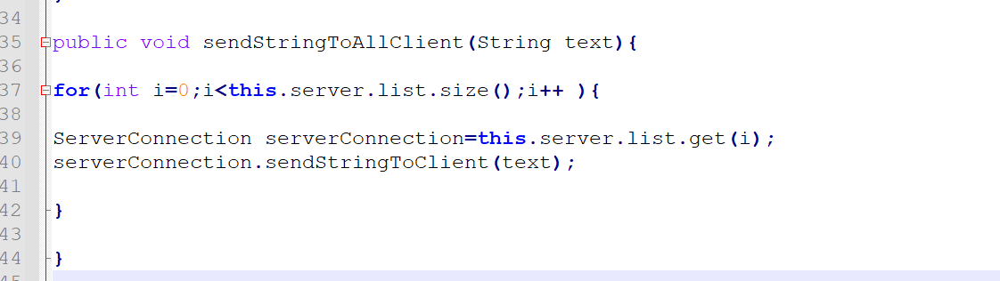 34
35 public void sendStringToAllClient(String text){
36
37 for(int i=0;i<this.server.list.size();i++ ){
38
39 ServerConnection serverConnection=this.server.list.get(i);
40 serverConnection.sendStringToClient(text);
41
42 }
43
44 }
45